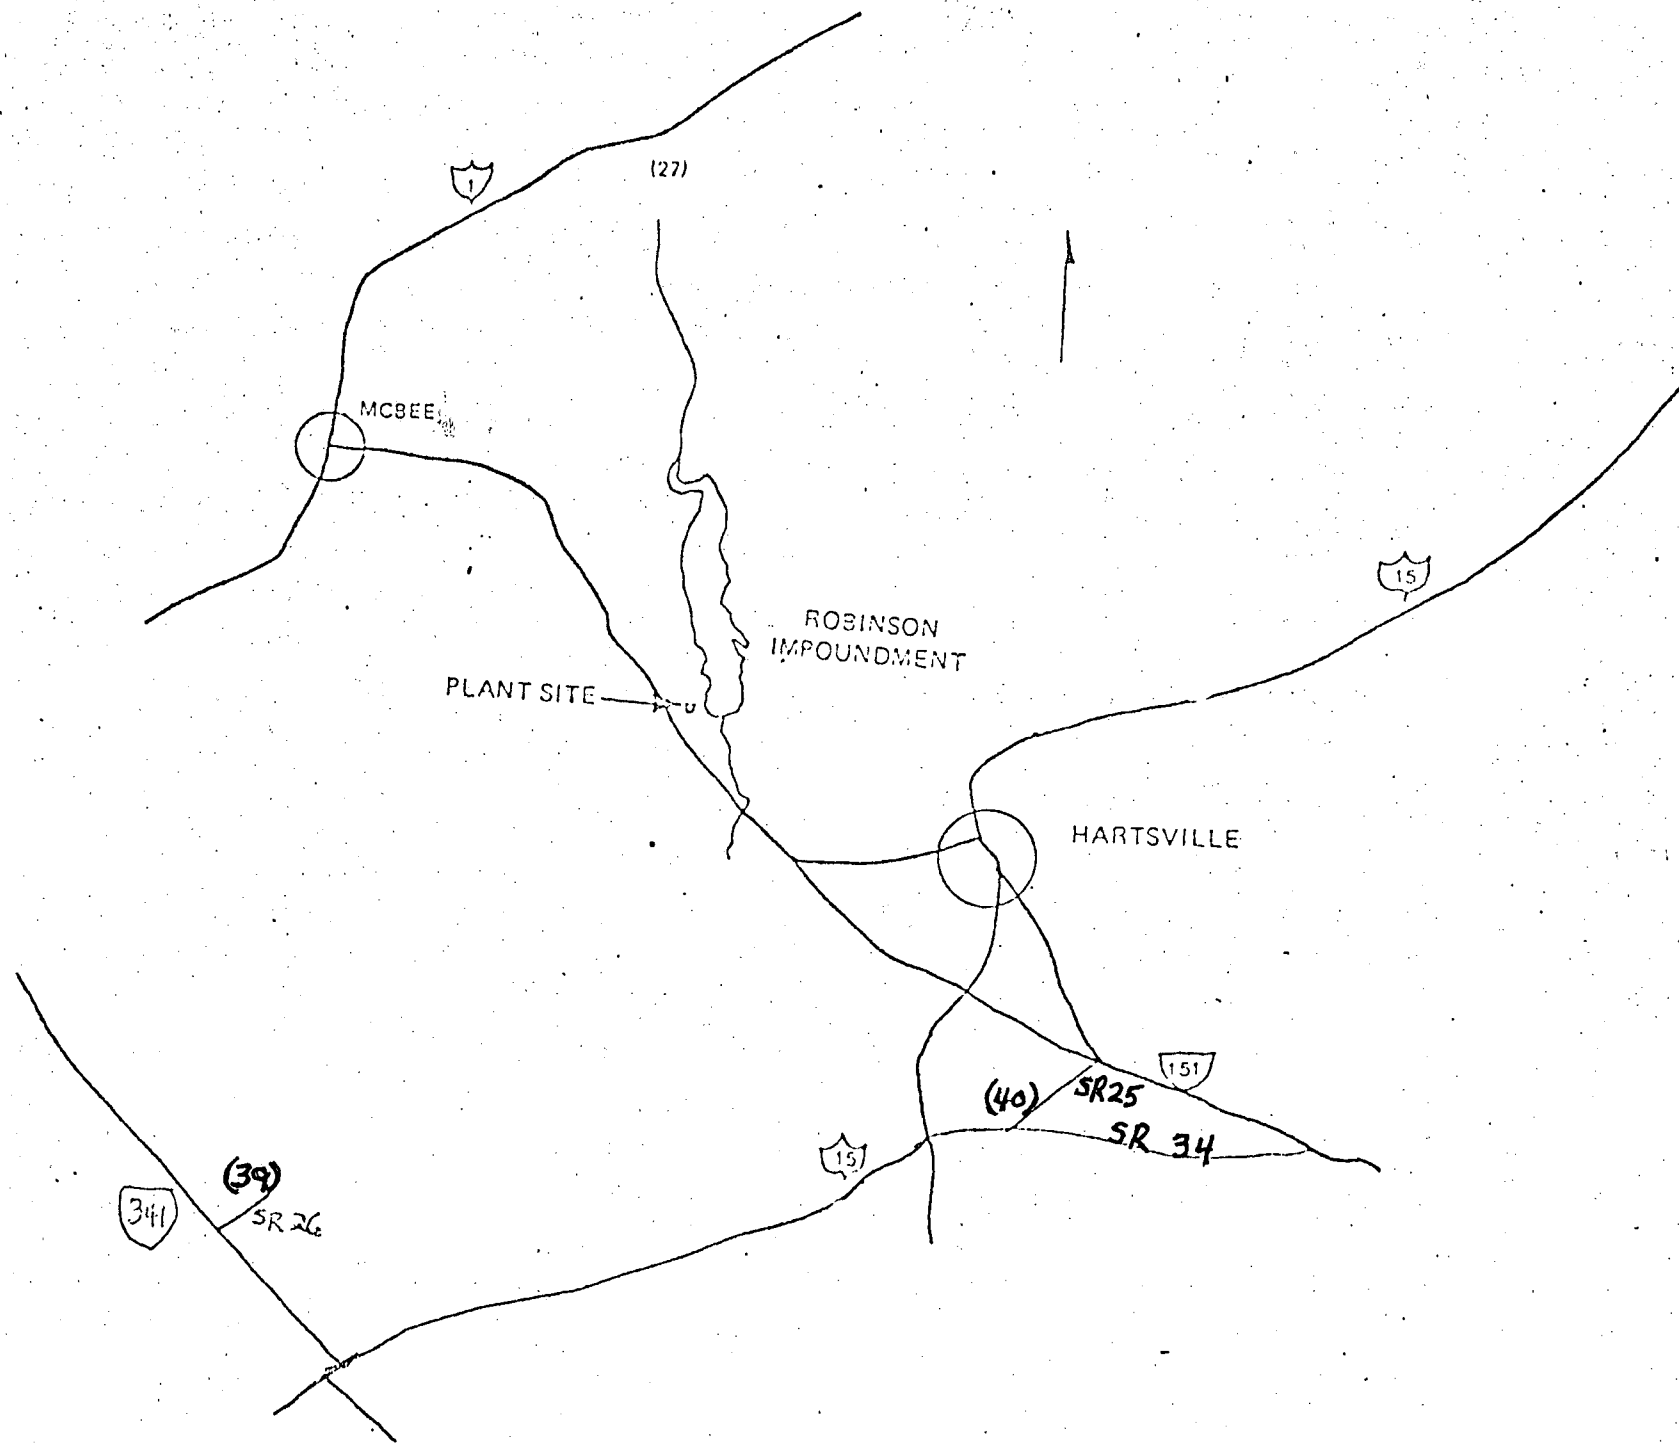 (27)
1
MCBEE
15
ROBINSON
IMPOUNDMENT
PLANT SITE
HARTSVILLE
151
(40)
SR25
SR 34
15
(39)
341
SR 26